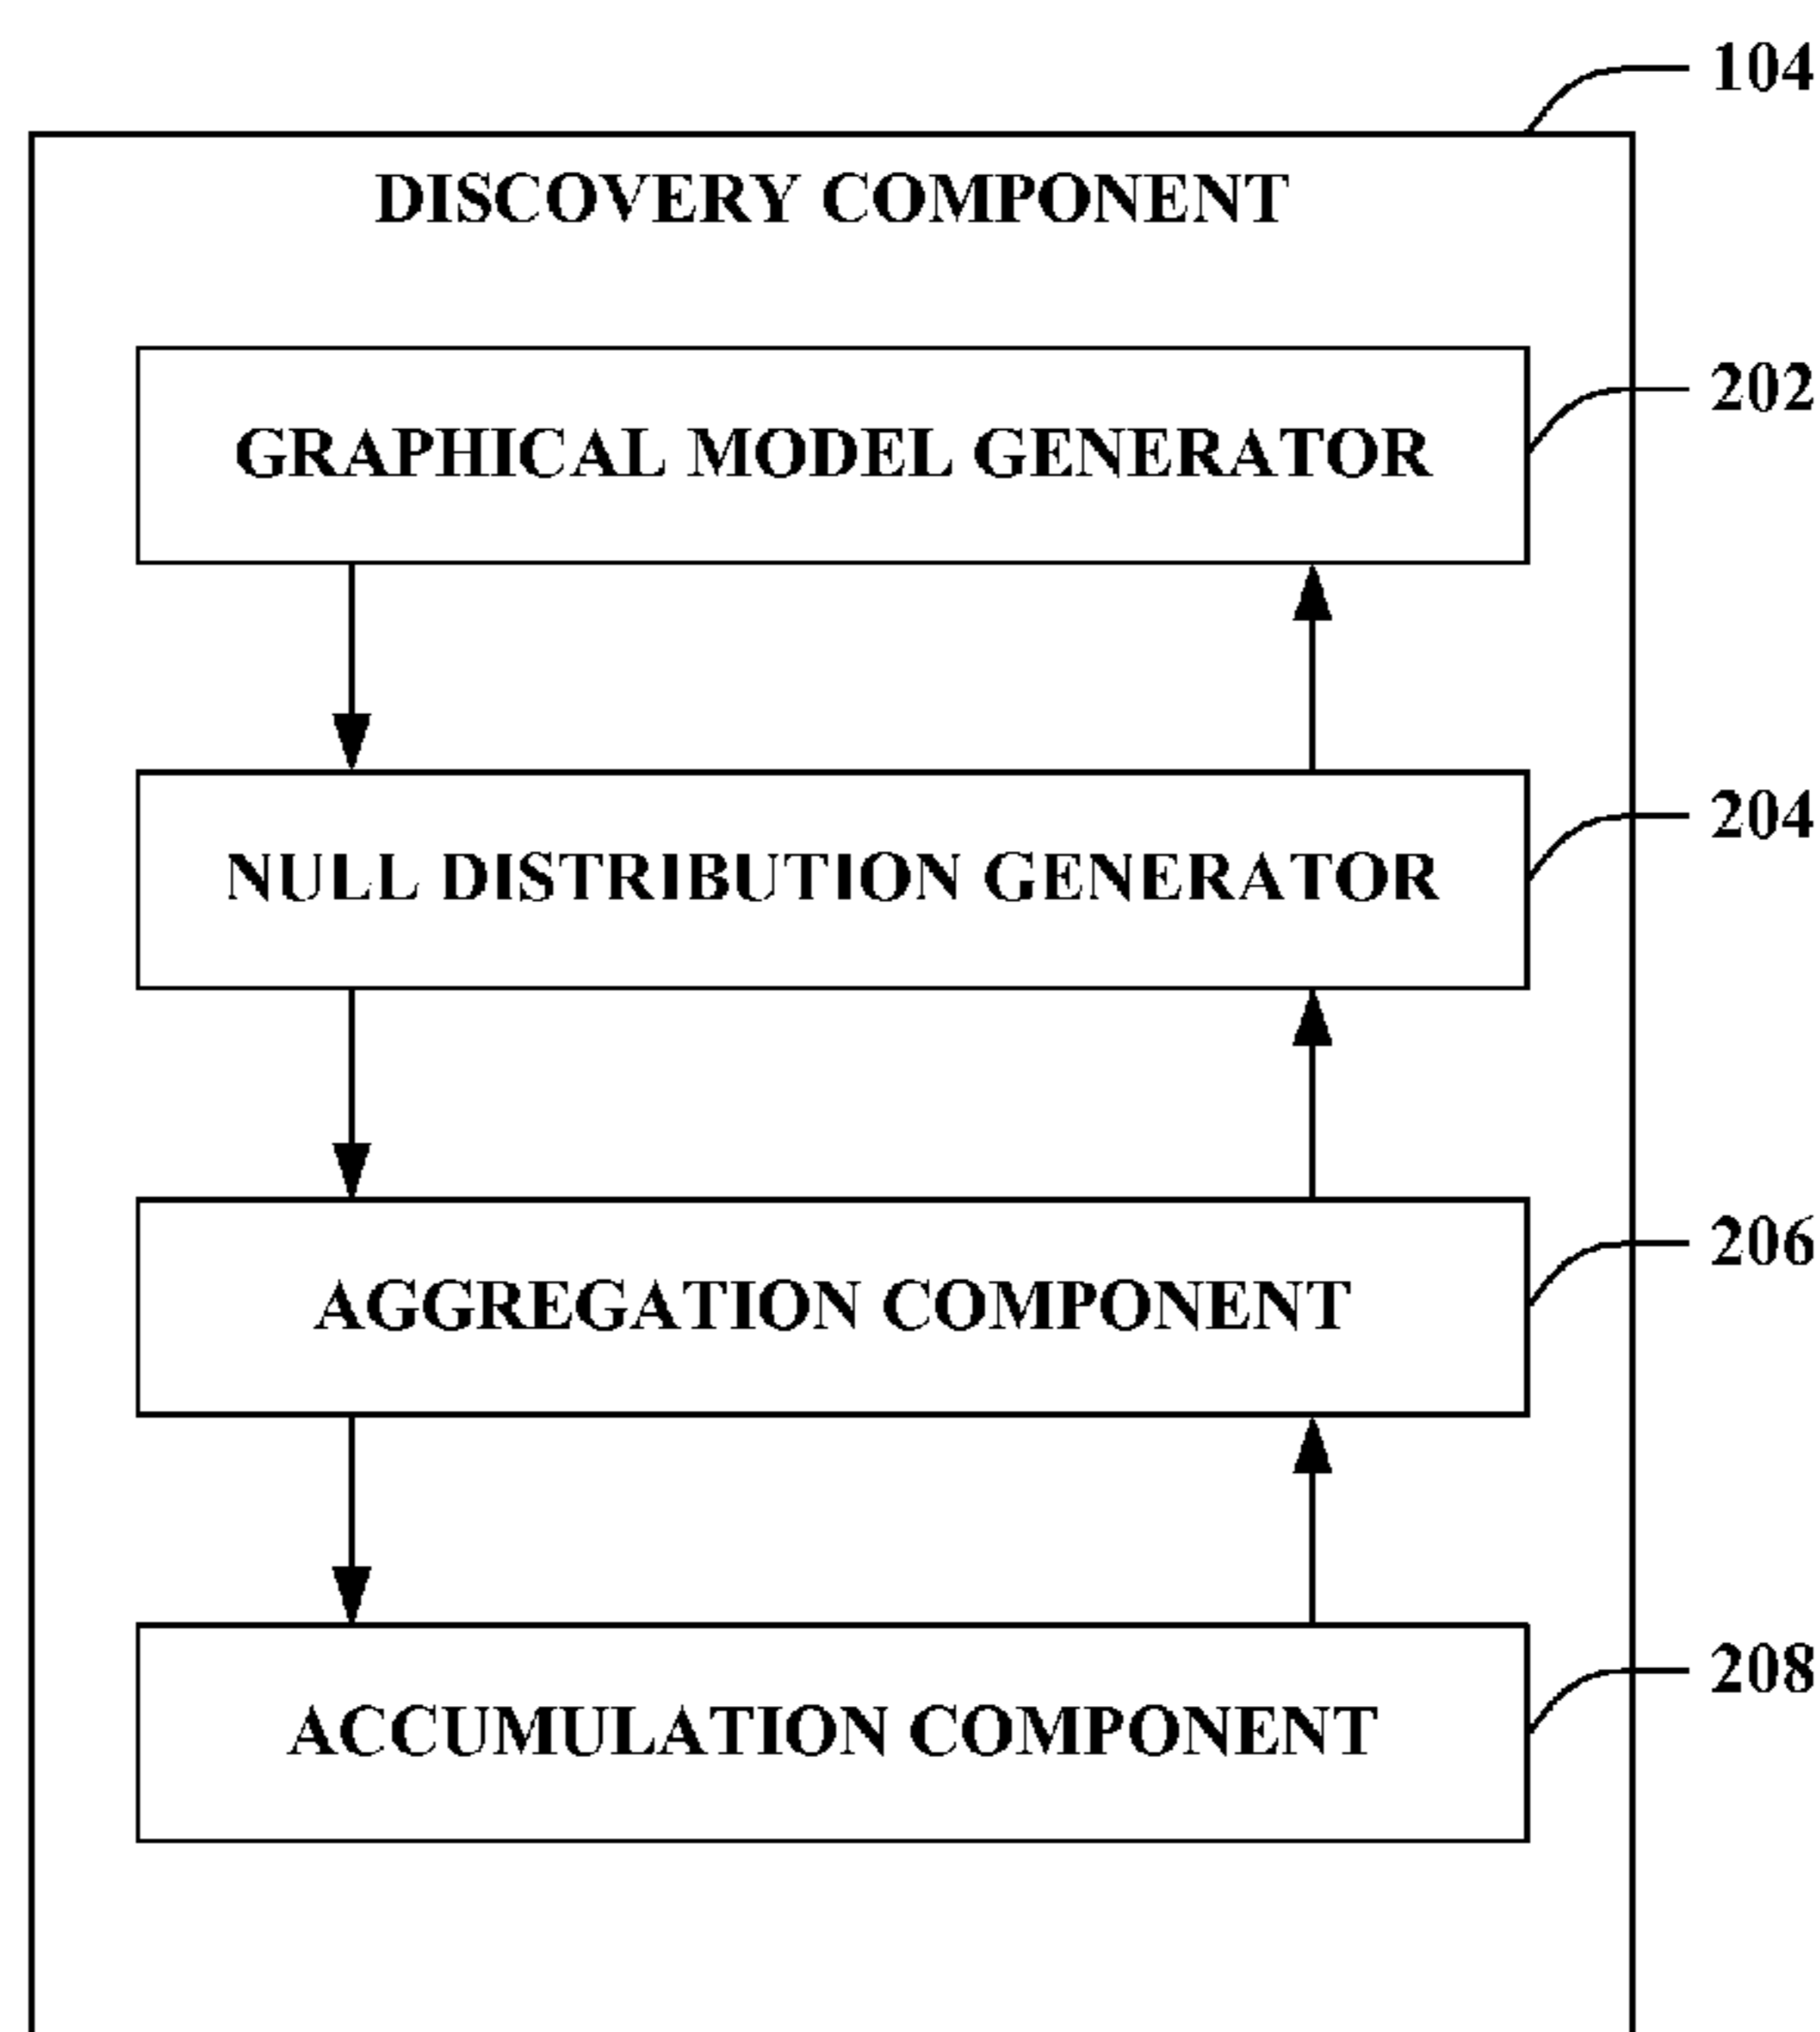 104
DISCOVERY COMPONENT
202
GRAPHICAL MODEL GENERATOR
204
NULL DISTRIBUTION GENERATOR
206
AGGREGATION COMPONENT
208
ACCUMULATION COMPONENT